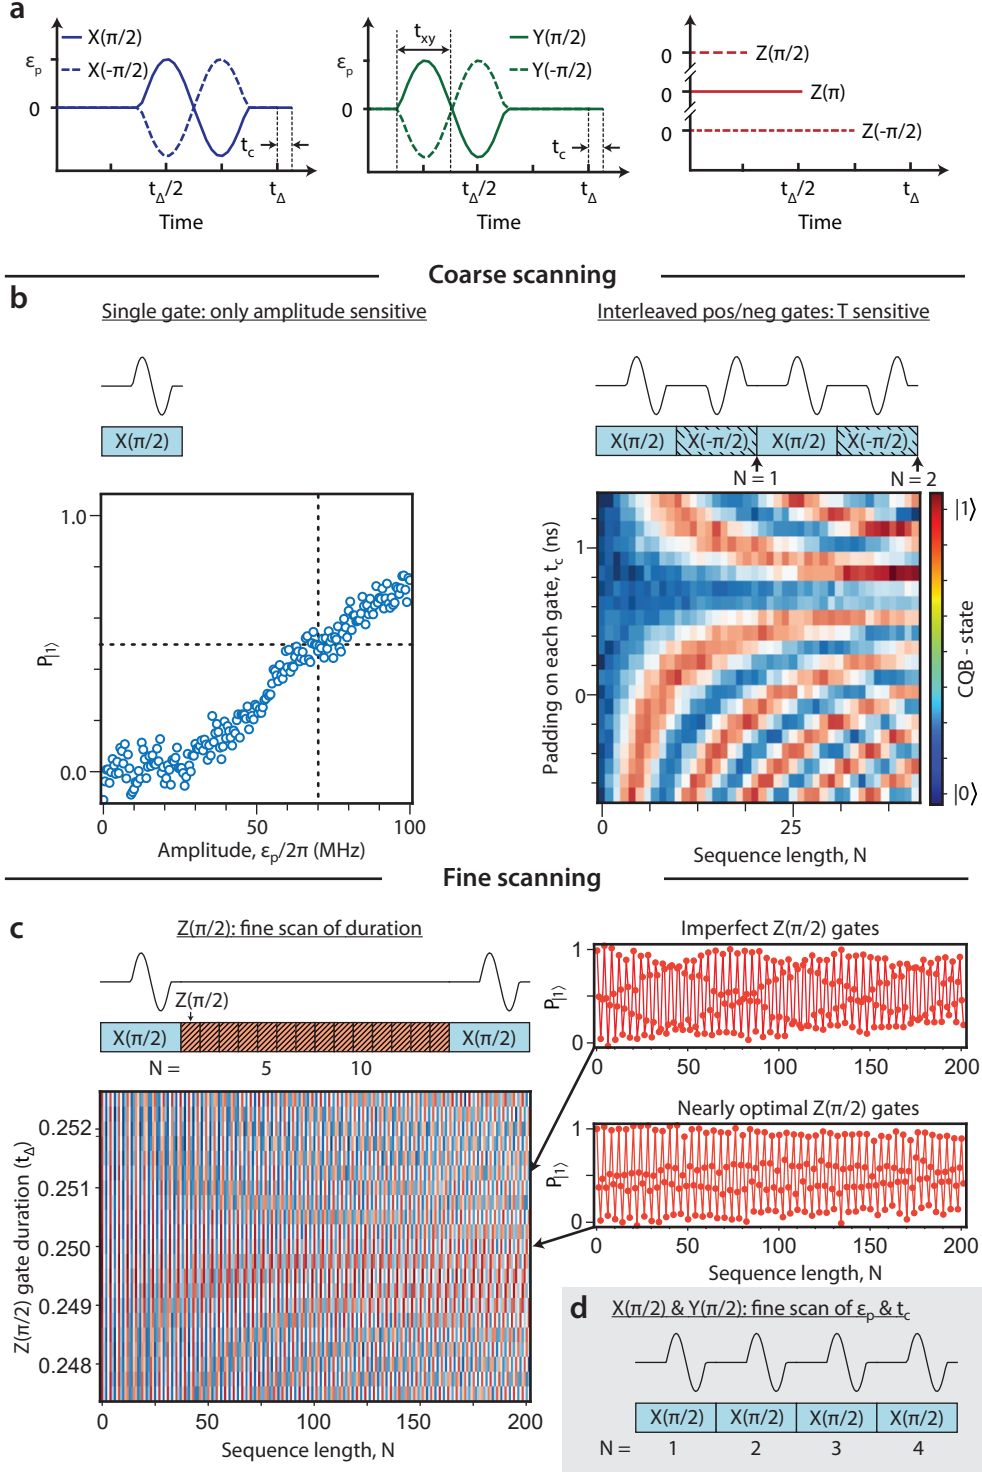 a
X(π/2)
X(-π/2)
εp
0
tc
tΔ/2
tΔ
Time
txy
Y(π/2)
Y(-π/2)
εp
0
tc
tΔ/2
tΔ
Time
0
Z(π/2)
0
Z(π)
0
Z(-π/2)
tΔ/2
tΔ
Time
Coarse scanning
b
Single gate: only amplitude sensitive
X(π/2)
1.0
P|1⟩
0.0
0
50
100
Amplitude, εp/2π (MHz)
Interleaved pos/neg gates: T sensitive
X(π/2)
X(-π/2)
X(π/2)
X(-π/2)
N = 1
N = 2
Padding on each gate, tc (ns)
1
0
0
25
Sequence length, N
|1⟩
CQB - state
|0⟩
Fine scanning
c
Z(π/2): fine scan of duration
Z(π/2)
X(π/2)
X(π/2)
N =
5
10
Z(π/2) gate duration (tΔ)
0.252
0.251
0.250
0.249
0.248
0
50
100
150
200
Sequence length, N
Imperfect Z(π/2) gates
P|1⟩
1
0
0
50
100
150
200
Nearly optimal Z(π/2) gates
P|1⟩
1
0
0
50
100
150
200
Sequence length, N
d
X(π/2) & Y(π/2): fine scan of εp & tc
X(π/2)
X(π/2)
X(π/2)
X(π/2)
N =
1
2
3
4